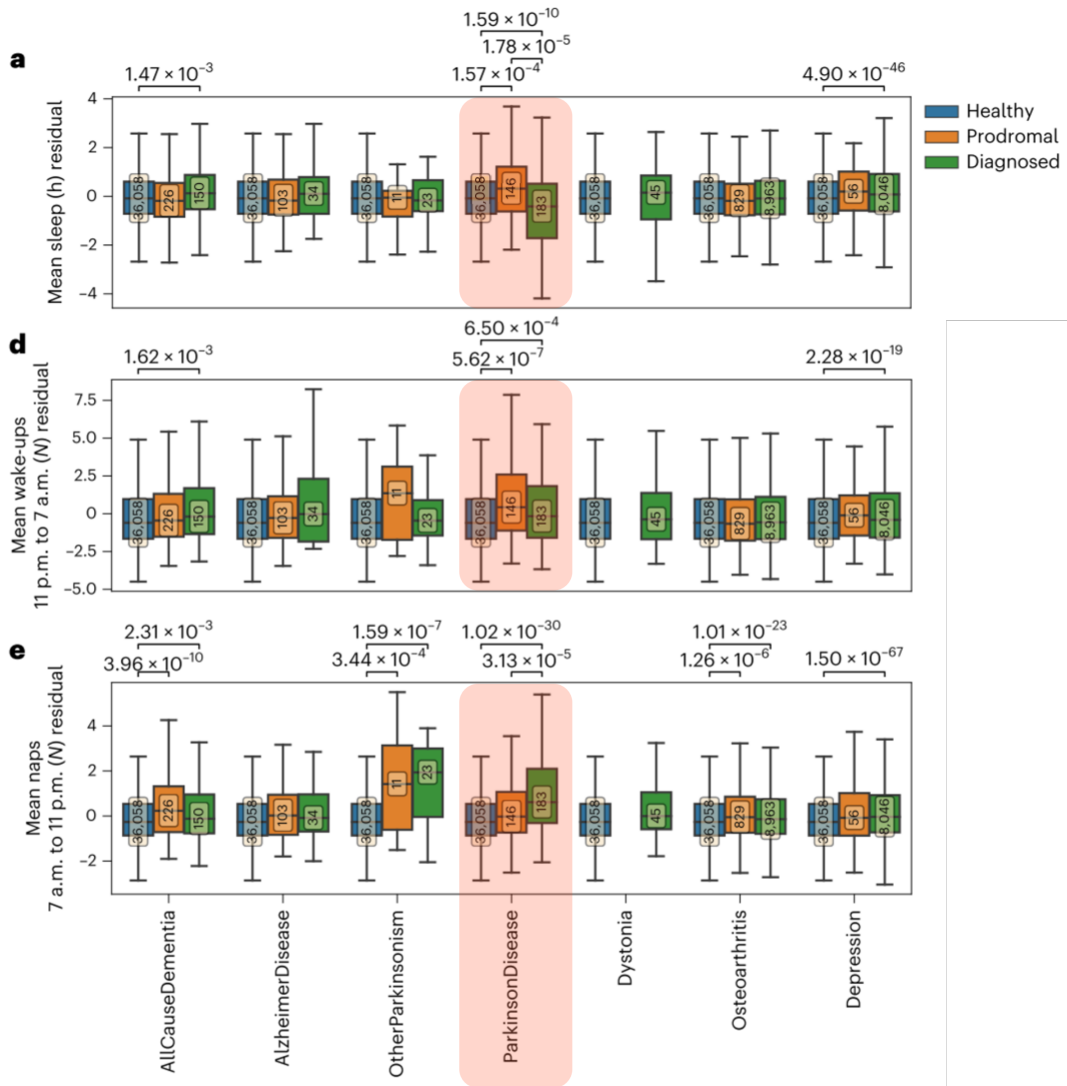 a
1.47 × 10⁻³
1.59 × 10⁻¹⁰
1.78 × 10⁻⁵
1.57 × 10⁻⁴
4.90 × 10⁻⁴⁶
Mean sleep (h) residual
4
2
0
−2
−4
36,058
226
150
36,058
103
34
36,058
11
23
36,058
146
183
36,058
45
36,058
829
8,963
36,058
56
8,046
Healthy
Prodromal
Diagnosed
d
1.62 × 10⁻³
6.50 × 10⁻⁴
5.62 × 10⁻⁷
2.28 × 10⁻¹⁹
Mean wake-ups
11 p.m. to 7 a.m. (N) residual
7.5
5.0
2.5
0
−2.5
−5.0
36,058
226
150
36,058
103
34
36,058
11
23
36,058
146
183
36,058
45
36,058
829
8,963
36,058
56
8,046
e
2.31 × 10⁻³
3.96 × 10⁻¹⁰
1.59 × 10⁻⁷
3.44 × 10⁻⁴
1.02 × 10⁻³⁰
3.13 × 10⁻⁵
1.01 × 10⁻²³
1.26 × 10⁻⁶
1.50 × 10⁻⁶⁷
Mean naps
7 a.m. to 11 p.m. (N) residual
4
2
0
−2
36,058
226
150
36,058
103
34
36,058
11
23
36,058
146
183
36,058
45
36,058
829
8,963
36,058
56
8,046
AllCauseDementia
AlzheimerDisease
OtherParkinsonism
ParkinsonDisease
Dystonia
Osteoarthritis
Depression